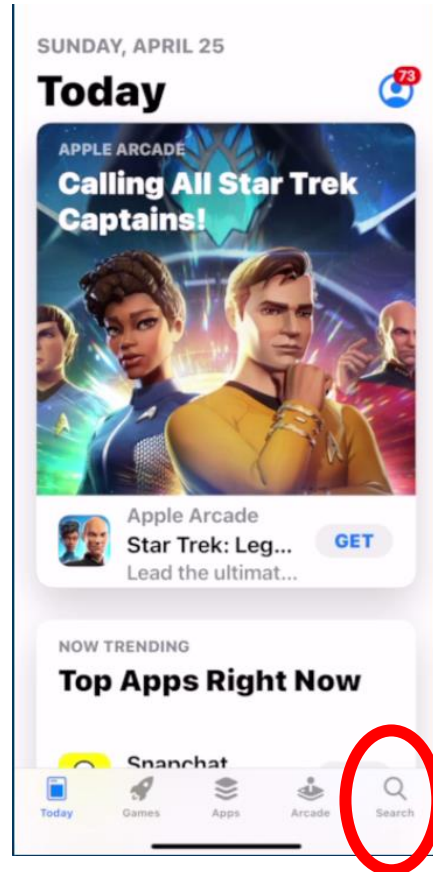 SUNDAY, APRIL 25
Today
73
APPLE ARCADE
Calling All Star Trek
Captains!
Apple Arcade
Star Trek: Leg...
GET
Lead the ultimat...
NOW TRENDING
Top Apps Right Now
Snapchat
Today
Games
Apps
Arcade
Search